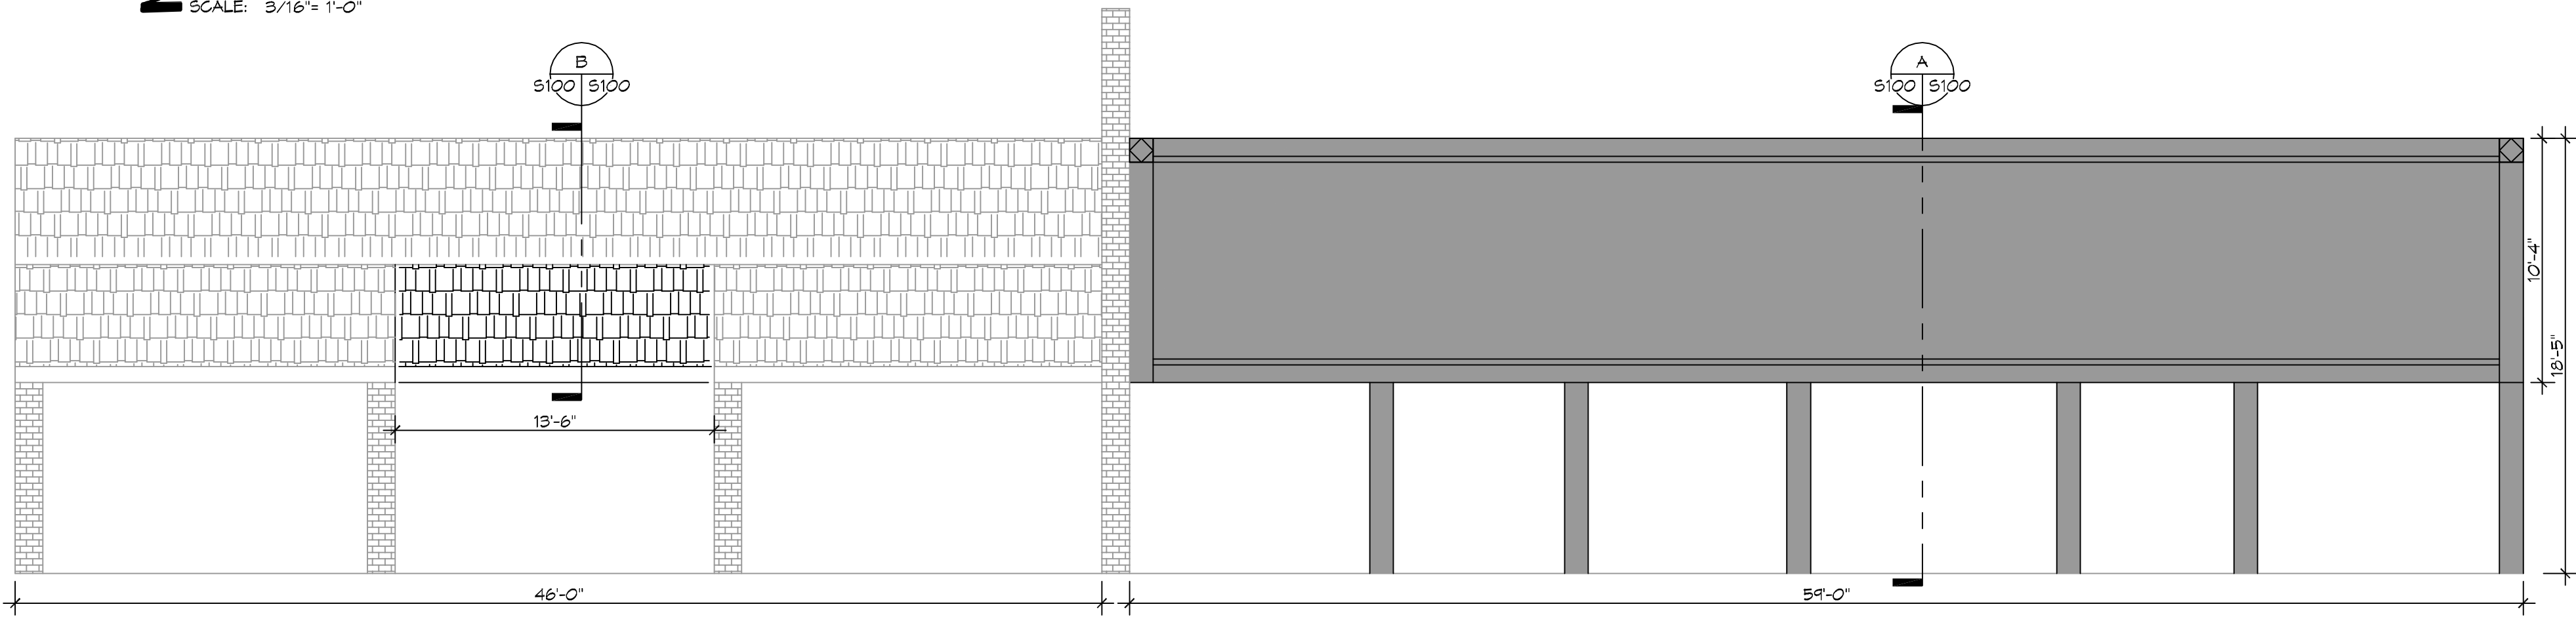 SCALE: 3/16"= 1'-0"
B
S100 S100
A
S100 S100
10'-4"
18'-5"
13'-6"
46'-0"
59'-0"